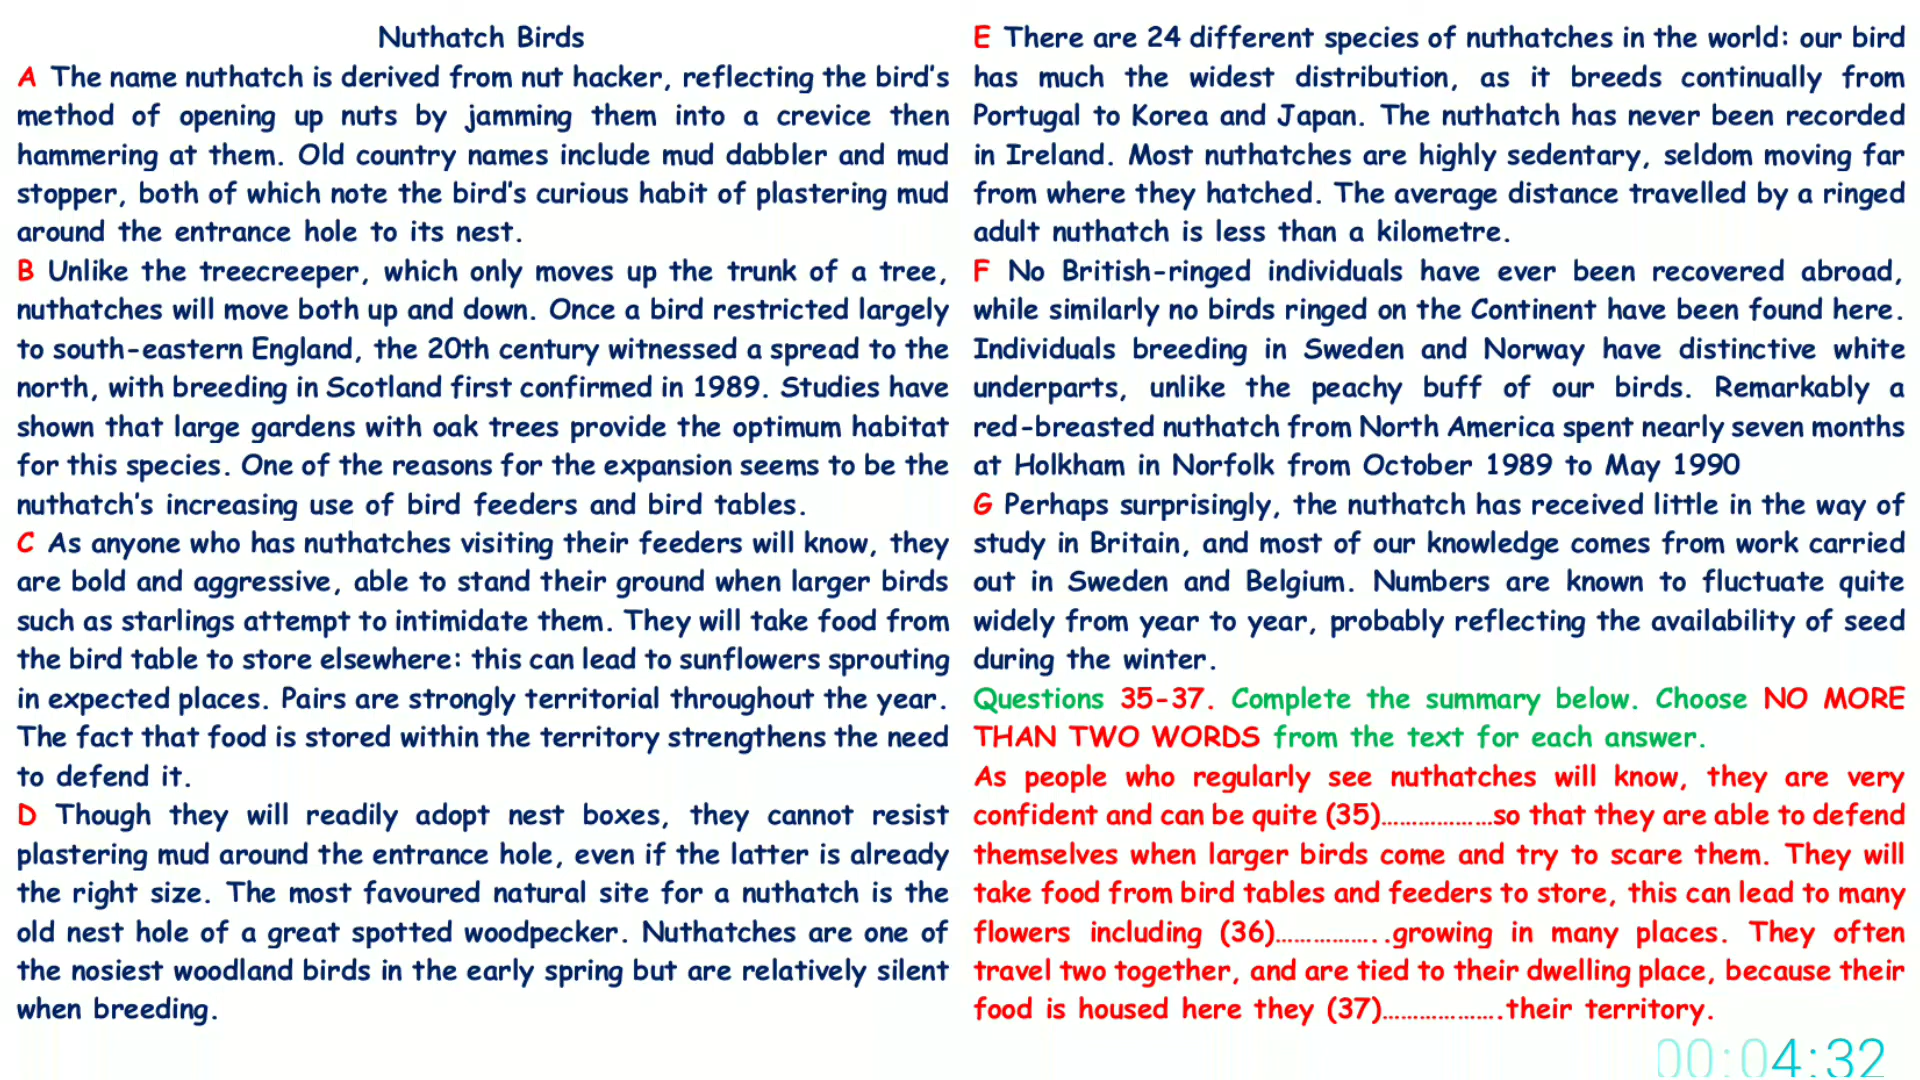 Nuthatch Birds
A The name nuthatch is derived from nut hacker, reflecting the bird's
method of opening up nuts by jamming them into a crevice then
hammering at them. Old country names include mud dabbler and mud
stopper, both of which note the bird's curious habit of plastering mud
around the entrance hole to its nest.
B Unlike the treecreeper, which only moves up the trunk of a tree,
nuthatches will move both up and down. Once a bird restricted largely
to south-eastern England, the 20th century witnessed a spread to the
north, with breeding in Scotland first confirmed in 1989. Studies have
shown that large gardens with oak trees provide the optimum habitat
for this species. One of the reasons for the expansion seems to be the
nuthatch's increasing use of bird feeders and bird tables.
C As anyone who has nuthatches visiting their feeders will know, they
are bold and aggressive, able to stand their ground when larger birds
such as starlings attempt to intimidate them. They will take food from
the bird table to store elsewhere: this can lead to sunflowers sprouting
in expected places. Pairs are strongly territorial throughout the year.
The fact that food is stored within the territory strengthens the need
to defend it.
D Though they will readily adopt nest boxes, they cannot resist
plastering mud around the entrance hole, even if the latter is already
the right size. The most favoured natural site for a nuthatch is the
old nest hole of a great spotted woodpecker. Nuthatches are one of
the nosiest woodland birds in the early spring but are relatively silent
when breeding.
E There are 24 different species of nuthatches in the world: our bird
has much the widest distribution, as it breeds continually from
Portugal to Korea and Japan. The nuthatch has never been recorded
in Ireland. Most nuthatches are highly sedentary, seldom moving far
from where they hatched. The average distance travelled by a ringed
adult nuthatch is less than a kilometre.
F No British-ringed individuals have ever been recovered abroad,
while similarly no birds ringed on the Continent have been found here.
Individuals breeding in Sweden and Norway have distinctive white
underparts, unlike the peachy buff of our birds. Remarkably a
red-breasted nuthatch from North America spent nearly seven months
at Holkham in Norfolk from October 1989 to May 1990
G Perhaps surprisingly, the nuthatch has received little in the way of
study in Britain, and most of our knowledge comes from work carried
out in Sweden and Belgium. Numbers are known to fluctuate quite
widely from year to year, probably reflecting the availability of seed
during the winter.
Questions 35-37. Complete the summary below. Choose NO MORE
THAN TWO WORDS from the text for each answer.
As people who regularly see nuthatches will know, they are very
confident and can be quite (35)………………so that they are able to defend
themselves when larger birds come and try to scare them. They will
take food from bird tables and feeders to store, this can lead to many
flowers including (36)…………….. .growing in many places. They often
travel two together, and are tied to their dwelling place, because their
food is housed here they (37)……………….their territory.
00:04:32